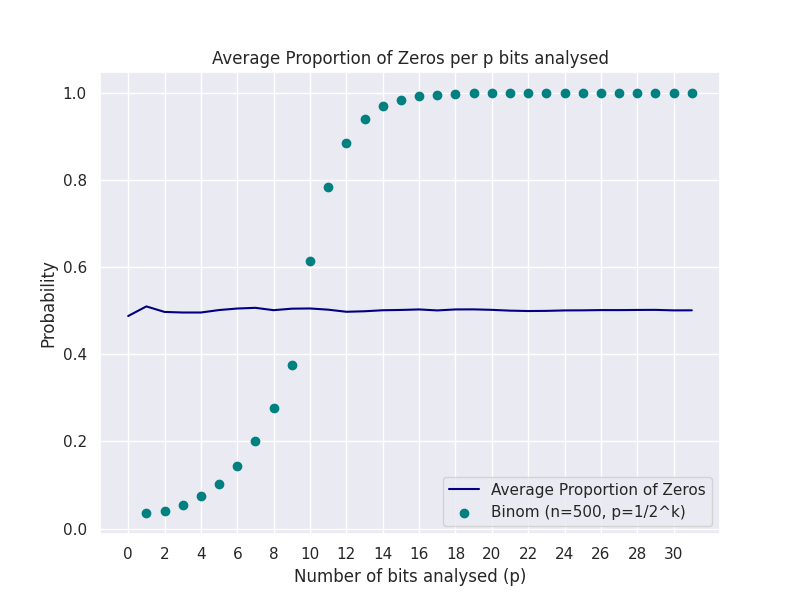 Average Proportion of Zeros per p bits analysed
Probability
1.0
0.8
0.6
0.4
0.2
0.0
Average Proportion of Zeros
Binom (n=500, p=1/2^k)
0 2 4 6 8 10 12 14 16 18 20 22 24 26 28 30
Number of bits analysed (p)